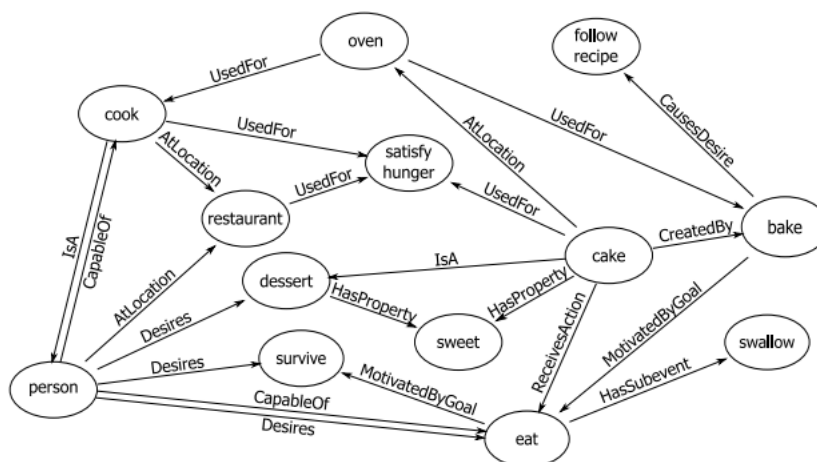 oven
follow
recipe
UsedFor
cook
UsedFor
AtLocation
UsedFor
CausesDesire
AtLocation
satisfy
hunger
UsedFor
UsedFor
restaurant
bake
CreatedBy
cake
IsA
CapableOf
IsA
dessert
AtLocation
HasProperty
HasProperty
Desires
sweet
ReceivesAction
MotivatedByGoal
swallow
survive
Desires
MotivatedByGoal
HasSubevent
person
CapableOf
Desires
eat